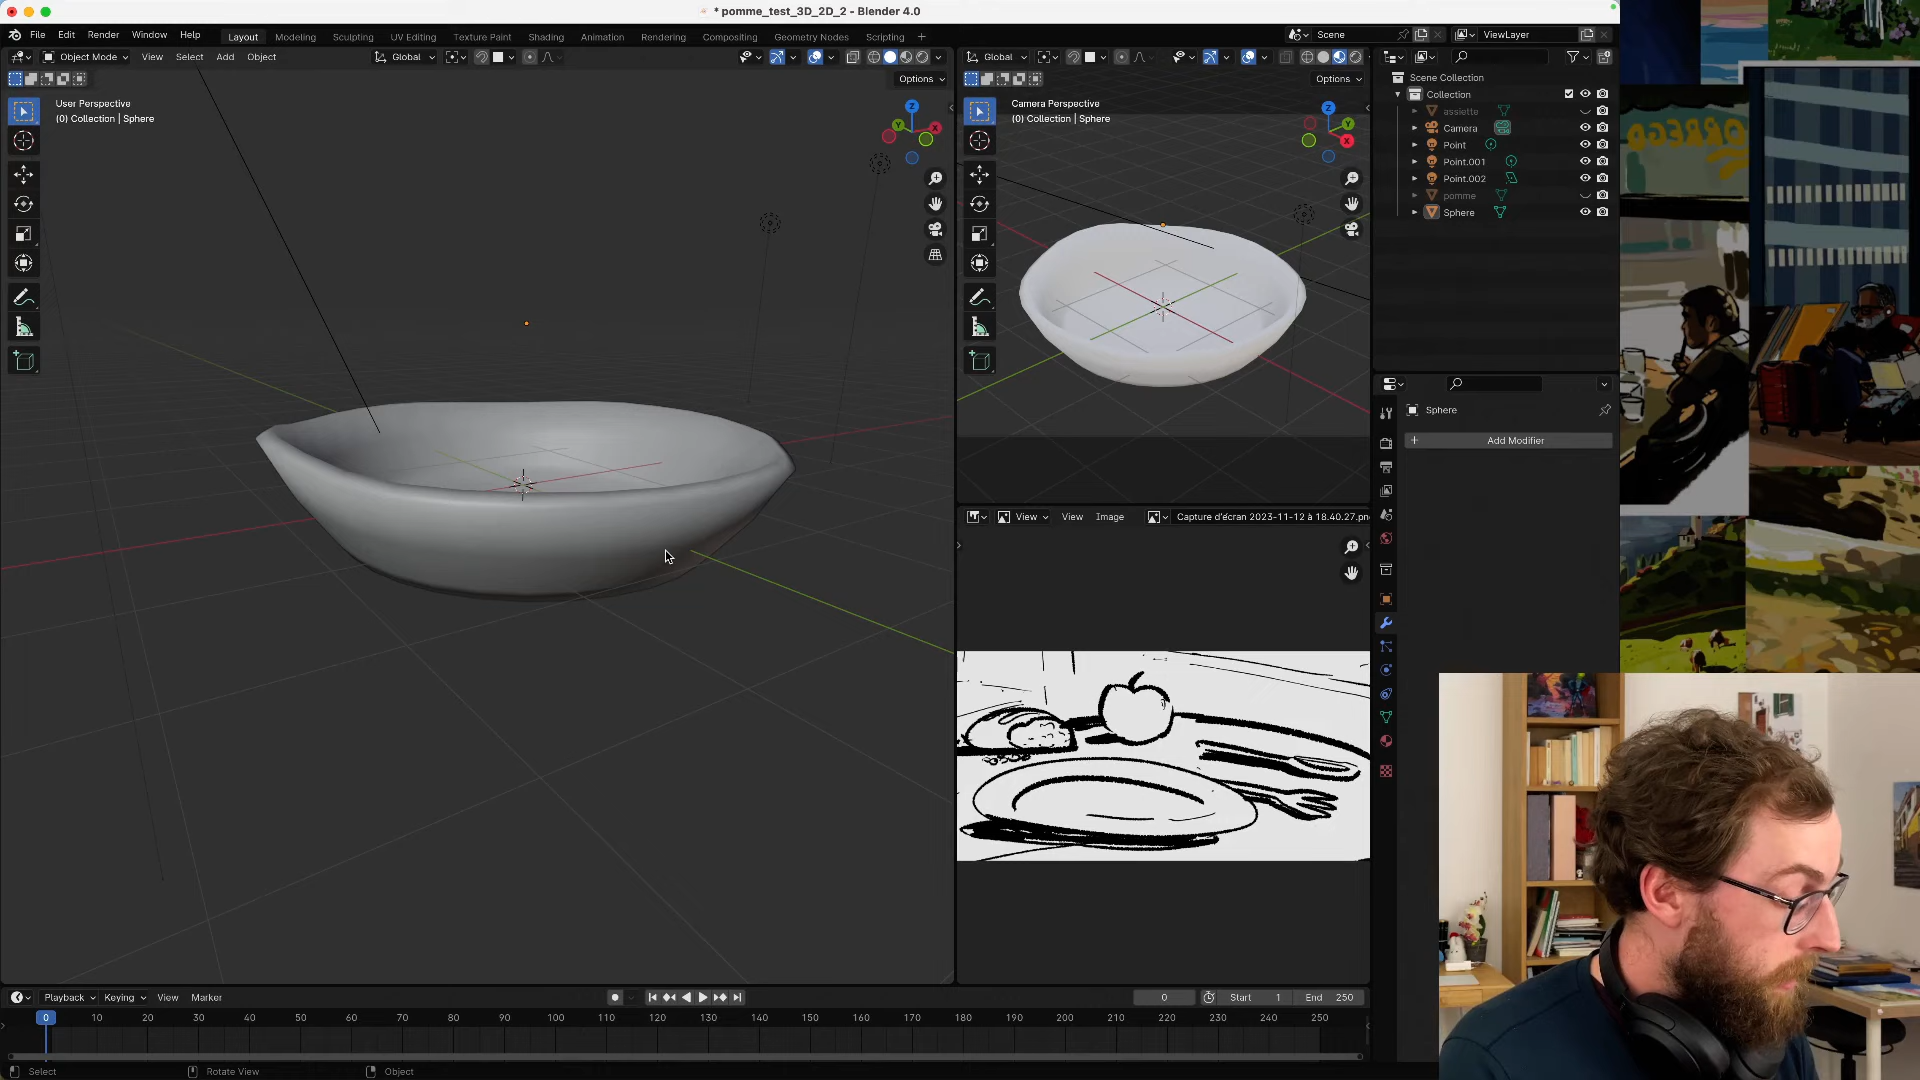 * pomme_test_3D_2D_2 - Blender 4.0
File Edit Render Window Help
Layout Modeling Sculpting UV Editing Texture Paint Shading Animation Rendering Compositing Geometry Nodes Scripting +
Scene
ViewLayer
Object Mode View Select Add Object
Global
Global
Options
Options
User Perspective
(0) Collection | Sphere
Camera Perspective
(0) Collection | Sphere
Scene Collection
Collection
assiette
Camera
Point
Point.001
Point.002
pomme
Sphere
Sphere
+ Add Modifier
View View Image Capture d'écran 2023-11-12 à 18.40.27.pn
Playback Keying View Marker
0 Start 1 End 250
0 10 20 30 40 50 60 70 80 90 100 110 120 130 140 150 160 170 180 190 200 210 220 230 240 250
Select Rotate View Object